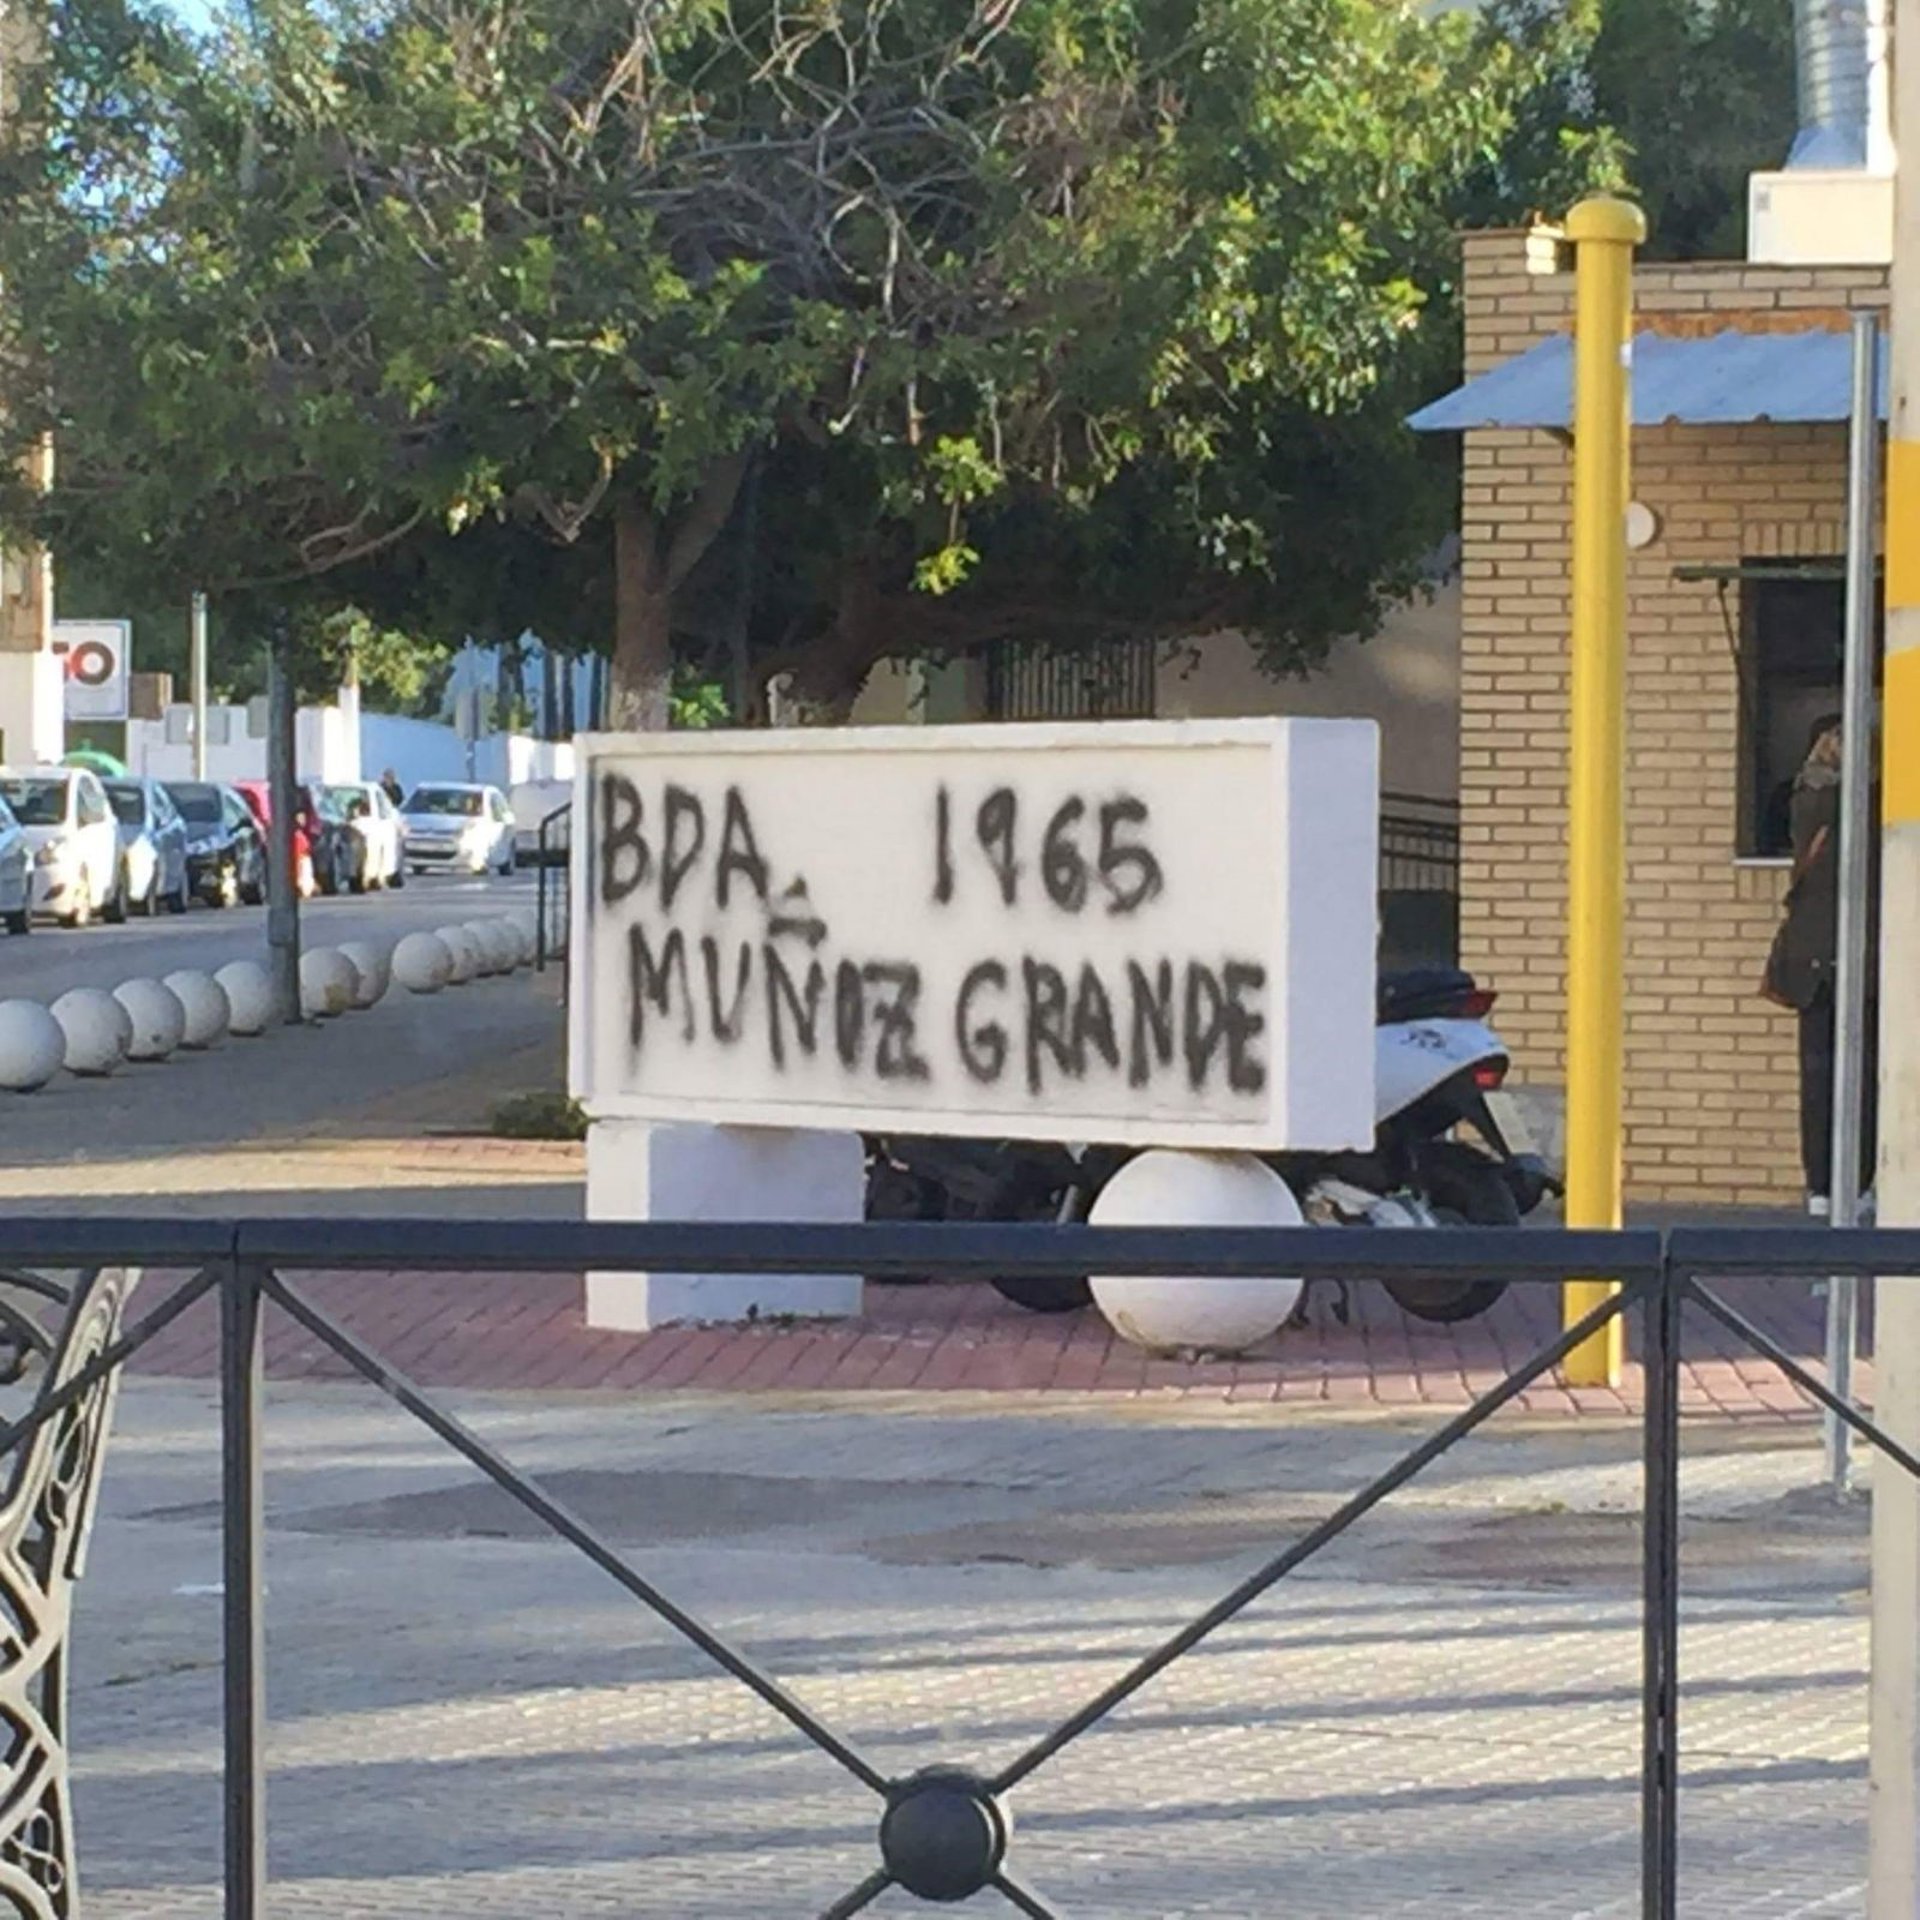 BDA. 1965
MUÑOZ GRANDE